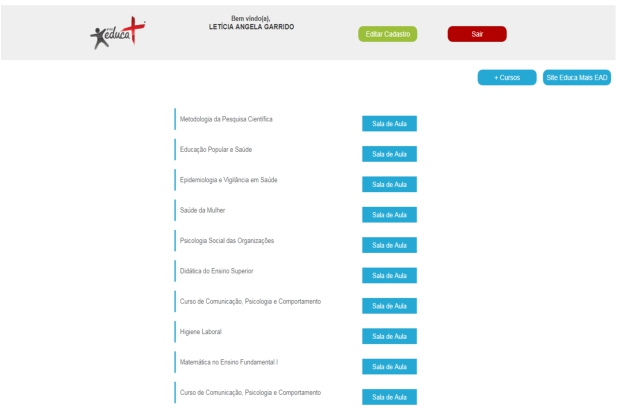 educa+
Bem vindo(a),
LETÍCIA ANGELA GARRIDO
Editar Cadastro
Sair
+ Cursos
Site Educa Mais EAD
Metodologia da Pesquisa Científica
Sala de Aula
Educação Popular e Saúde
Sala de Aula
Epidemiologia e Vigilância em Saúde
Sala de Aula
Saúde da Mulher
Sala de Aula
Psicologia Social das Organizações
Sala de Aula
Didática do Ensino Superior
Sala de Aula
Curso de Comunicação, Psicologia e Comportamento
Sala de Aula
Higiene Laboral
Sala de Aula
Matemática no Ensino Fundamental I
Sala de Aula
Curso de Comunicação, Psicologia e Comportamento
Sala de Aula